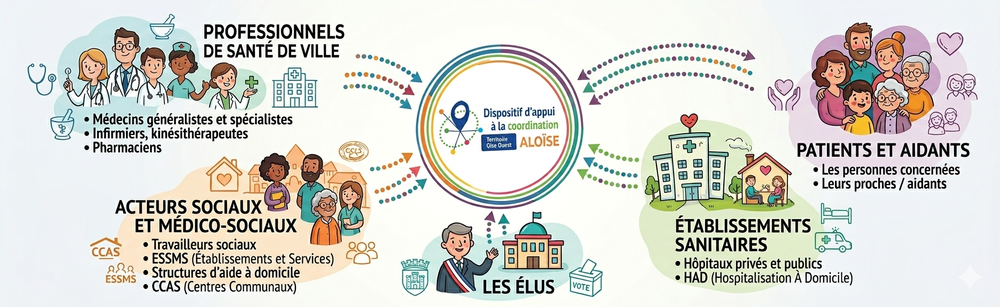 PROFESSIONNELS
DE SANTÉ DE VILLE
• Médecins généralistes et spécialistes
• Infirmiers, kinésithérapeutes
• Pharmaciens
ACTEURS SOCIAUX
ET MÉDICO-SOCIAUX
• Travailleurs sociaux
• ESSMS (Établissements et Services)
• Structures d'aide à domicile
• CCAS (Centres Communaux)
CCAS
ESSMS
Dispositif d'appui
à la coordination
Territoire
Oise Ouest
ALOÏSE
LES ÉLUS
VOTE
PATIENTS ET AIDANTS
• Les personnes concernées
• Leurs proches / aidants
ÉTABLISSEMENTS
SANITAIRES
• Hôpitaux privés et publics
• HAD (Hospitalisation À Domicile)